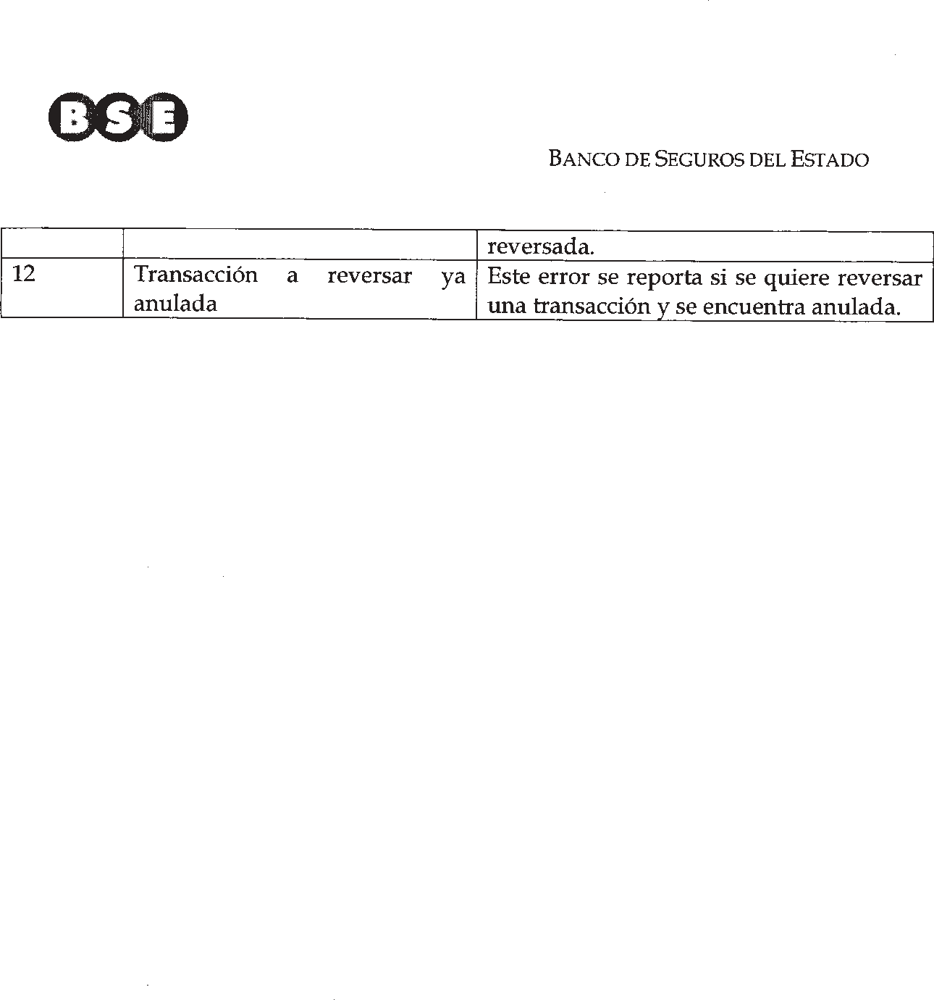 BSE
BANCO DE SEGUROS DEL ESTADO
reversada.
12 Transacción a reversar ya Este error se reporta si se quiere reversar
anulada una transacción y se encuentra anulada.